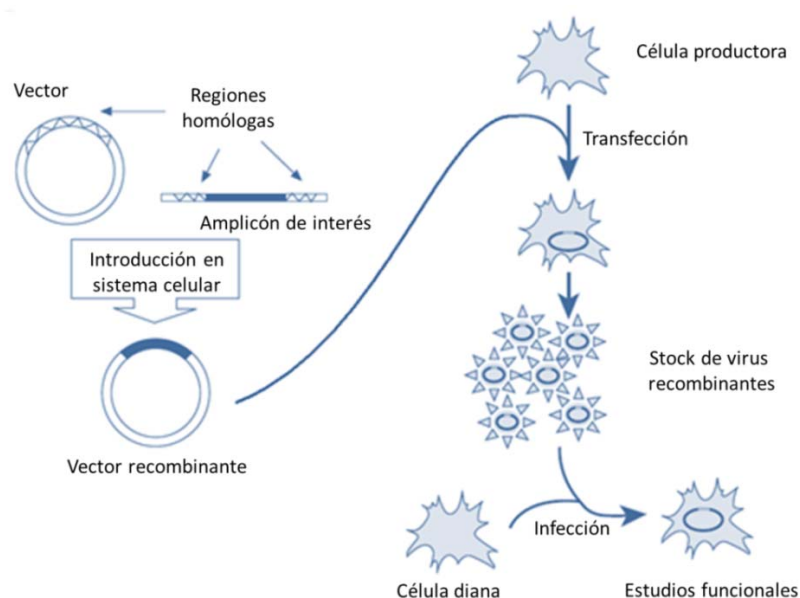 Célula productora
Vector
Regiones
homólogas
Transfección
Amplicón de interés
Introducción en
sistema celular
Stock de virus
recombinantes
Vector recombinante
Infección
Célula diana
Estudios funcionales